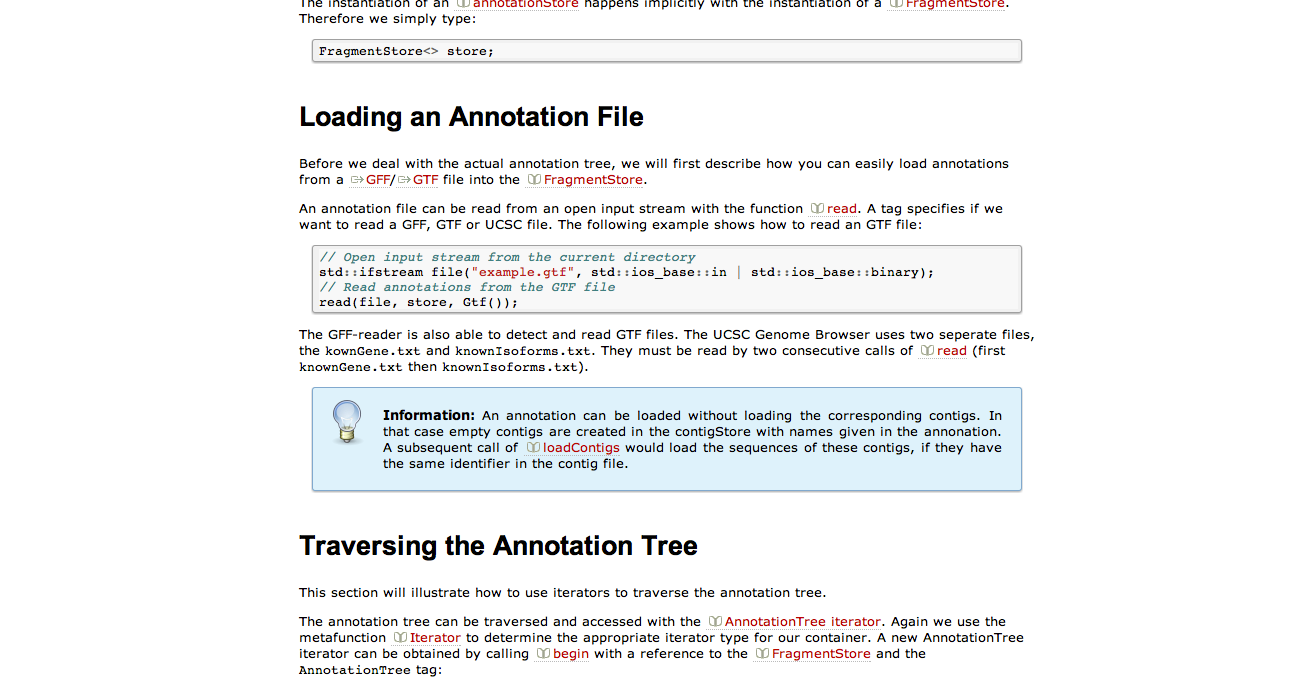 The instantiation of an annotationStore happens implicitly with the instantiation of a FragmentStore.
Therefore we simply type:
FragmentStore<> store;
Loading an Annotation File
Before we deal with the actual annotation tree, we will first describe how you can easily load annotations
from a GFF/GTF file into the FragmentStore.
An annotation file can be read from an open input stream with the function read. A tag specifies if we
want to read a GFF, GTF or UCSC file. The following example shows how to read an GTF file:
// Open input stream from the current directory
std::ifstream file("example.gtf", std::ios_base::in | std::ios_base::binary);
// Read annotations from the GTF file
read(file, store, Gtf());
The GFF-reader is also able to detect and read GTF files. The UCSC Genome Browser uses two seperate files,
the kownGene.txt and knownIsoforms.txt. They must be read by two consecutive calls of read (first
knownGene.txt then knownIsoforms.txt).
Information: An annotation can be loaded without loading the corresponding contigs. In
that case empty contigs are created in the contigStore with names given in the annonation.
A subsequent call of loadContigs would load the sequences of these contigs, if they have
the same identifier in the contig file.
Traversing the Annotation Tree
This section will illustrate how to use iterators to traverse the annotation tree.
The annotation tree can be traversed and accessed with the AnnotationTree iterator. Again we use the
metafunction Iterator to determine the appropriate iterator type for our container. A new AnnotationTree
iterator can be obtained by calling begin with a reference to the FragmentStore and the
AnnotationTree tag: